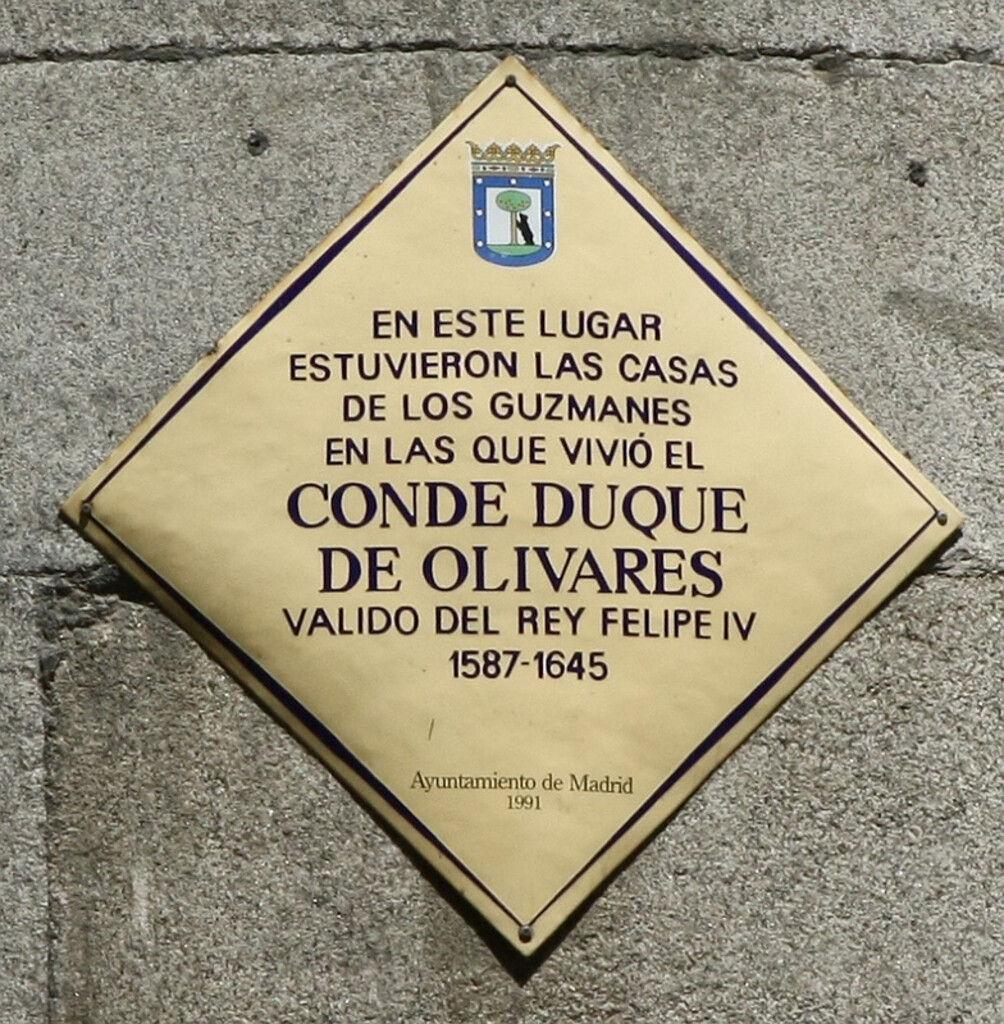 EN ESTE LUGAR
ESTUVIERON LAS CASAS
DE LOS GUZMANES
EN LAS QUE VIVIÓ EL
CONDE DUQUE
DE OLIVARES
VALIDO DEL REY FELIPE IV
1587-1645
Ayuntamiento de Madrid
1991